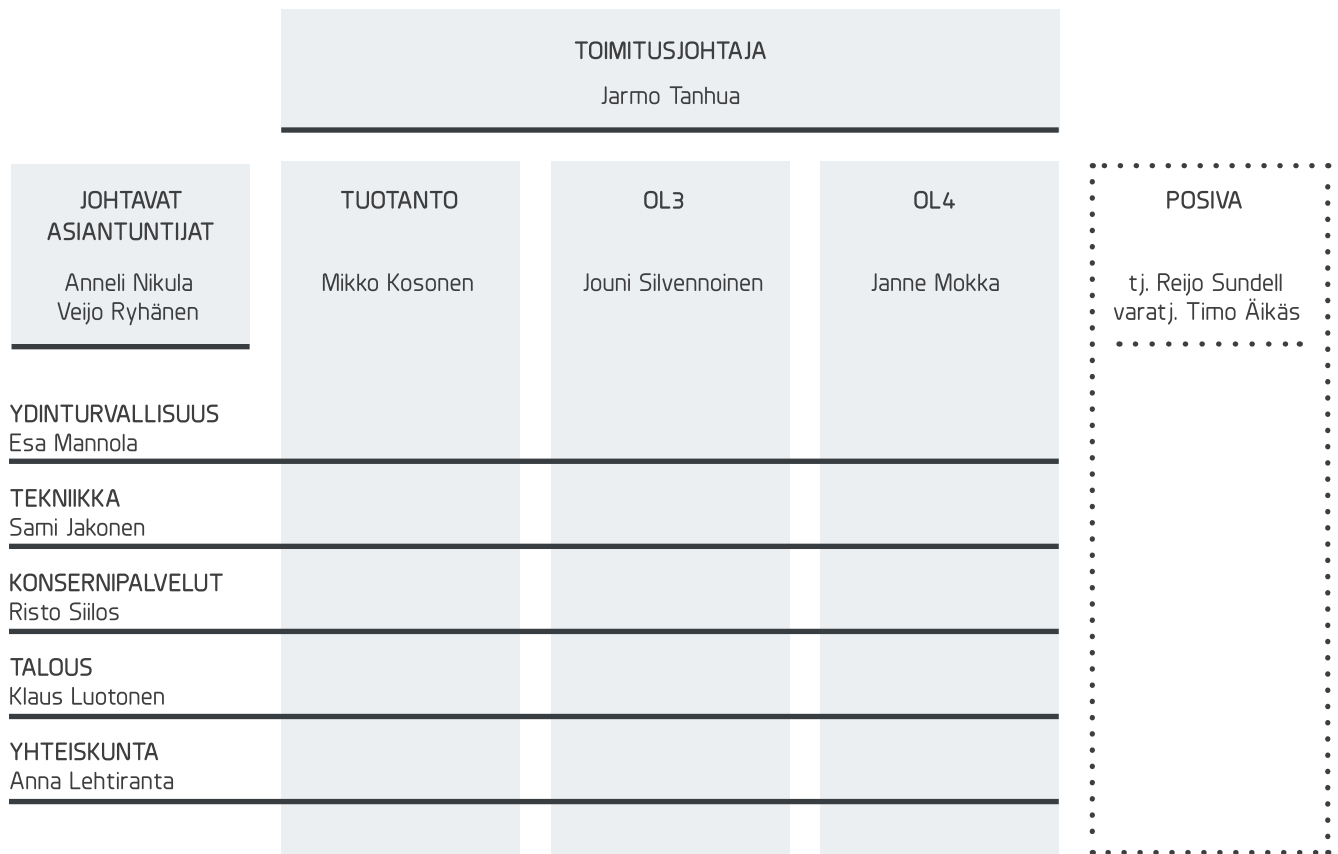 TOIMITUSJOHTAJA
Jarmo Tanhua
JOHTAVAT
ASIANTUNTIJAT
Anneli Nikula
Veijo Ryhänen
TUOTANTO
Mikko Kosonen
OL3
Jouni Silvennoinen
OL4
Janne Mokka
POSIVA
tj. Reijo Sundell
varatj. Timo Äikäs
YDINTURVALLISUUS
Esa Mannola
TEKNIIKKA
Sami Jakonen
KONSERNIPALVELUT
Risto Siilos
TALOUS
Klaus Luotonen
YHTEISKUNTA
Anna Lehtiranta